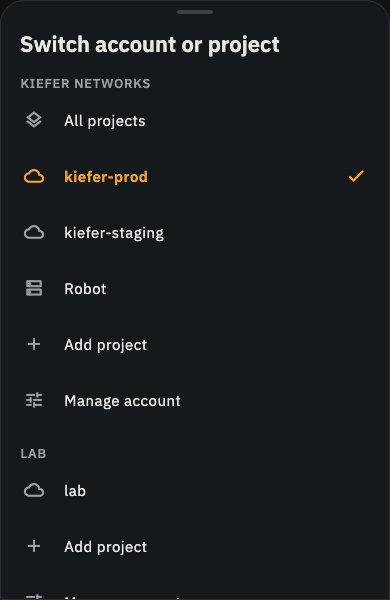 Switch account or project
KIEFER NETWORKS
All projects
kiefer-prod
kiefer-staging
Robot
Add project
Manage account
LAB
lab
Add project